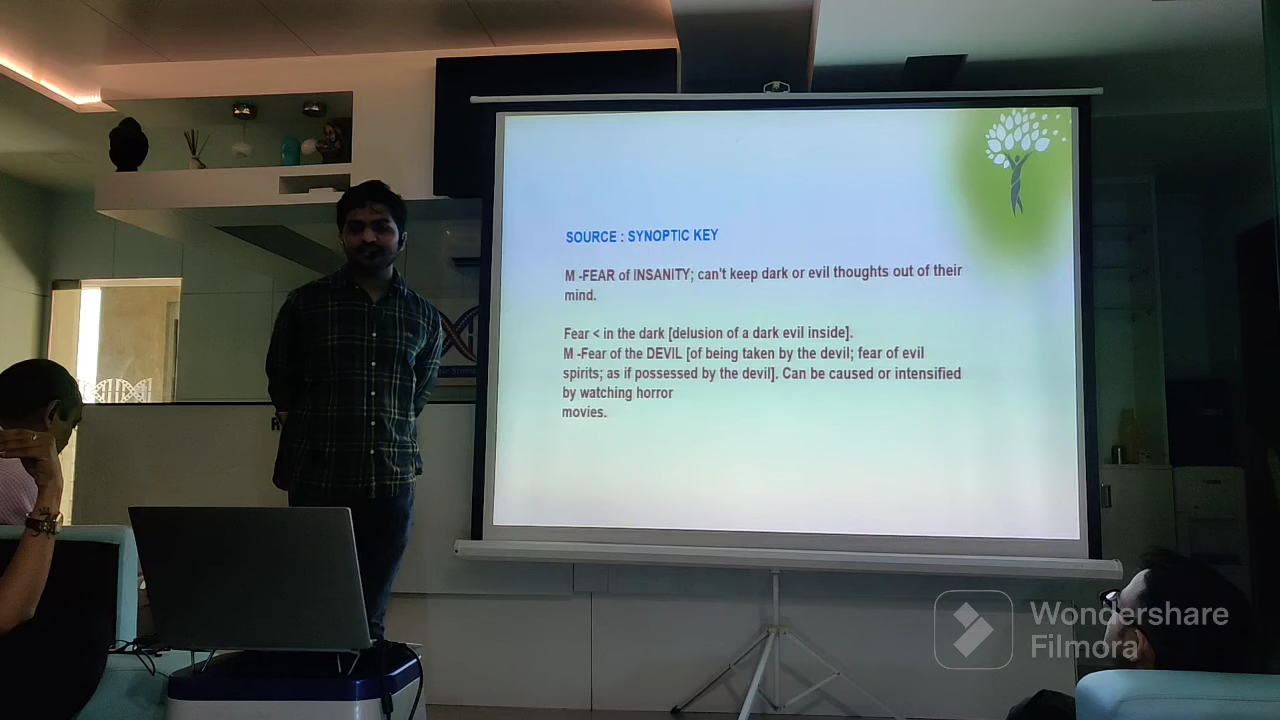 SOURCE : SYNOPTIC KEY
M -FEAR of INSANITY; can't keep dark or evil thoughts out of their
mind.
Fear < in the dark [delusion of a dark evil inside].
M -Fear of the DEVIL [of being taken by the devil; fear of evil
spirits; as if possessed by the devil]. Can be caused or intensified
by watching horror
movies.
Wondershare
Filmora